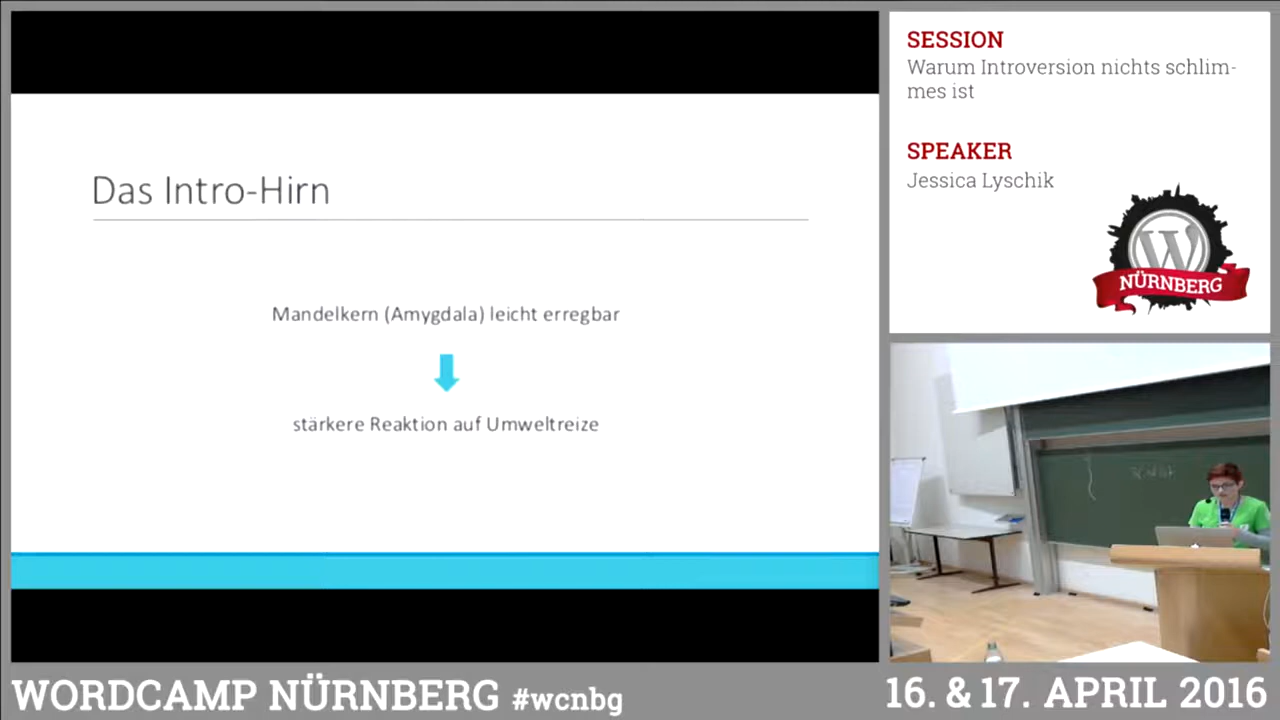 Das Intro-Hirn
Mandelkern (Amygdala) leicht erregbar
stärkere Reaktion auf Umweltreize
SESSION
Warum Introversion nichts schlim-
mes ist
SPEAKER
Jessica Lyschik
W
NÜRNBERG
WORDCAMP NÜRNBERG #wcnbg
16. & 17. APRIL 2016